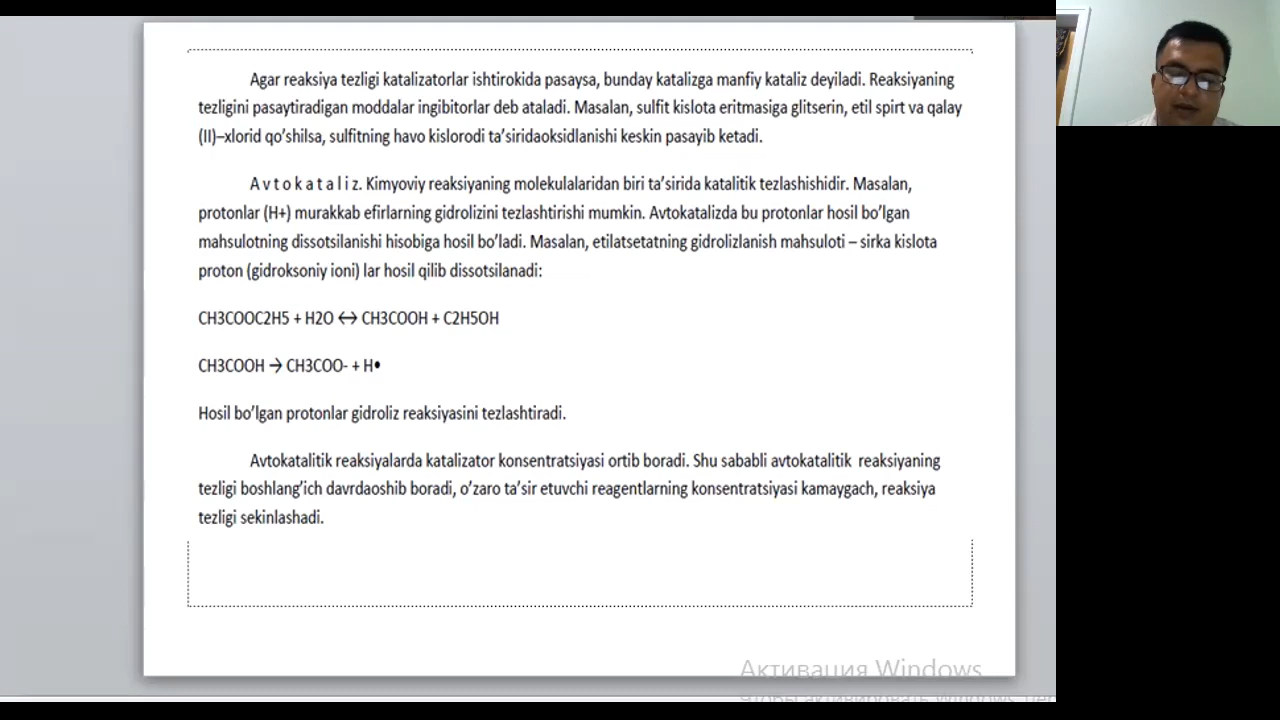 Agar reaksiya tezligi katalizatorlar ishtirokida pasaysa, bunday katalizga manfiy kataliz deyiladi. Reaksiyaning
tezligini pasaytiradigan moddalar ingibitorlar deb ataladi. Masalan, sulfit kislota eritmasiga glitserin, etil spirt va qalay
(II)–xlorid qo’shilsa, sulfitning havo kislorodi ta’siridaoksidlanishi keskin pasayib ketadi.
A v t o k a t a l i z. Kimyoviy reaksiyaning molekulalaridan biri ta’sirida katalitik tezlashishidir. Masalan,
protonlar (H+) murakkab efirlarning gidrolizini tezlashtirishi mumkin. Avtokatalizda bu protonlar hosil bo’lgan
mahsulotning dissotsilanishi hisobiga hosil bo’ladi. Masalan, etilatsetatning gidrolizlanish mahsuloti – sirka kislota
proton (gidroksoniy ioni) lar hosil qilib dissotsilanadi:
CH3COOC2H5 + H2O ↔ CH3COOH + C2H5OH
CH3COOH → CH3COO- + H•
Hosil bo’lgan protonlar gidroliz reaksiyasini tezlashtiradi.
Avtokatalitik reaksiyalarda katalizator konsentratsiyasi ortib boradi. Shu sababli avtokatalitik  reaksiyaning
tezligi boshlang’ich davrdaoshib boradi, o’zaro ta’sir etuvchi reagentlarning konsentratsiyasi kamaygach, reaksiya
tezligi sekinlashadi.
Активация Windows
Чтобы активировать Windows,